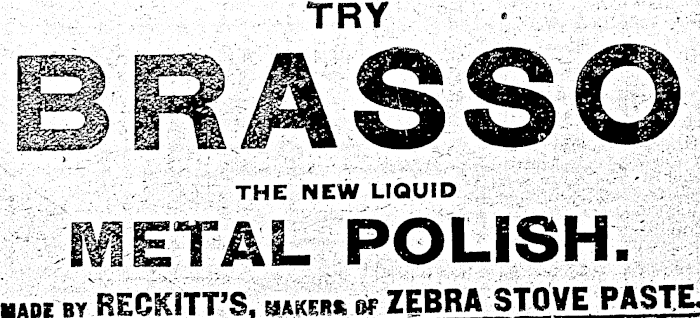 TRY
BRASSO
THE NEW LIQUID
METAL POLISH.
MADE BY RECKITT'S, MAKERS OF ZEBRA STOVE PASTE.